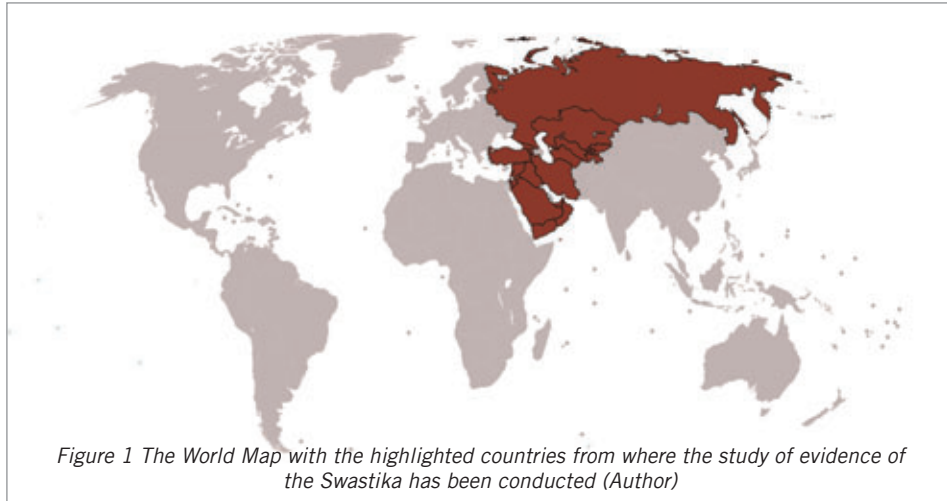 Figure 1 The World Map with the highlighted countries from where the study of evidence of
the Swastika has been conducted (Author)